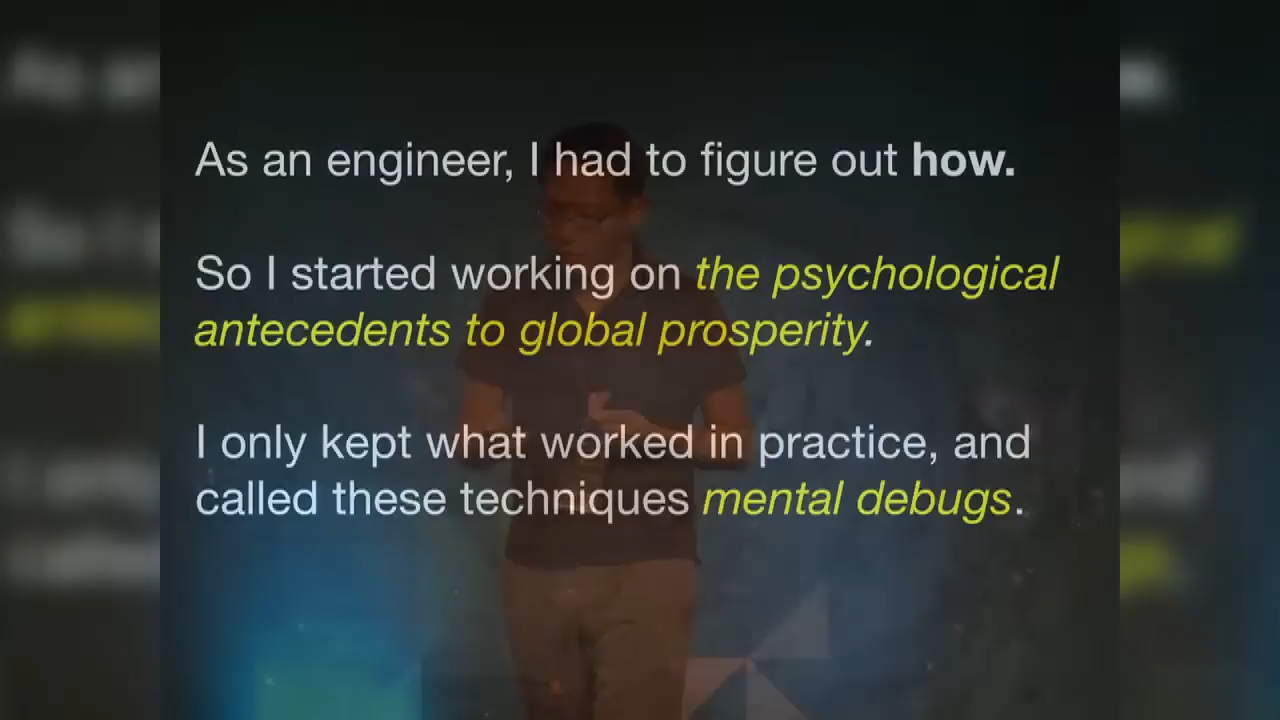 As an engineer, I had to figure out how.
So I started working on the psychological
antecedents to global prosperity.
I only kept what worked in practice, and
called these techniques mental debugs.